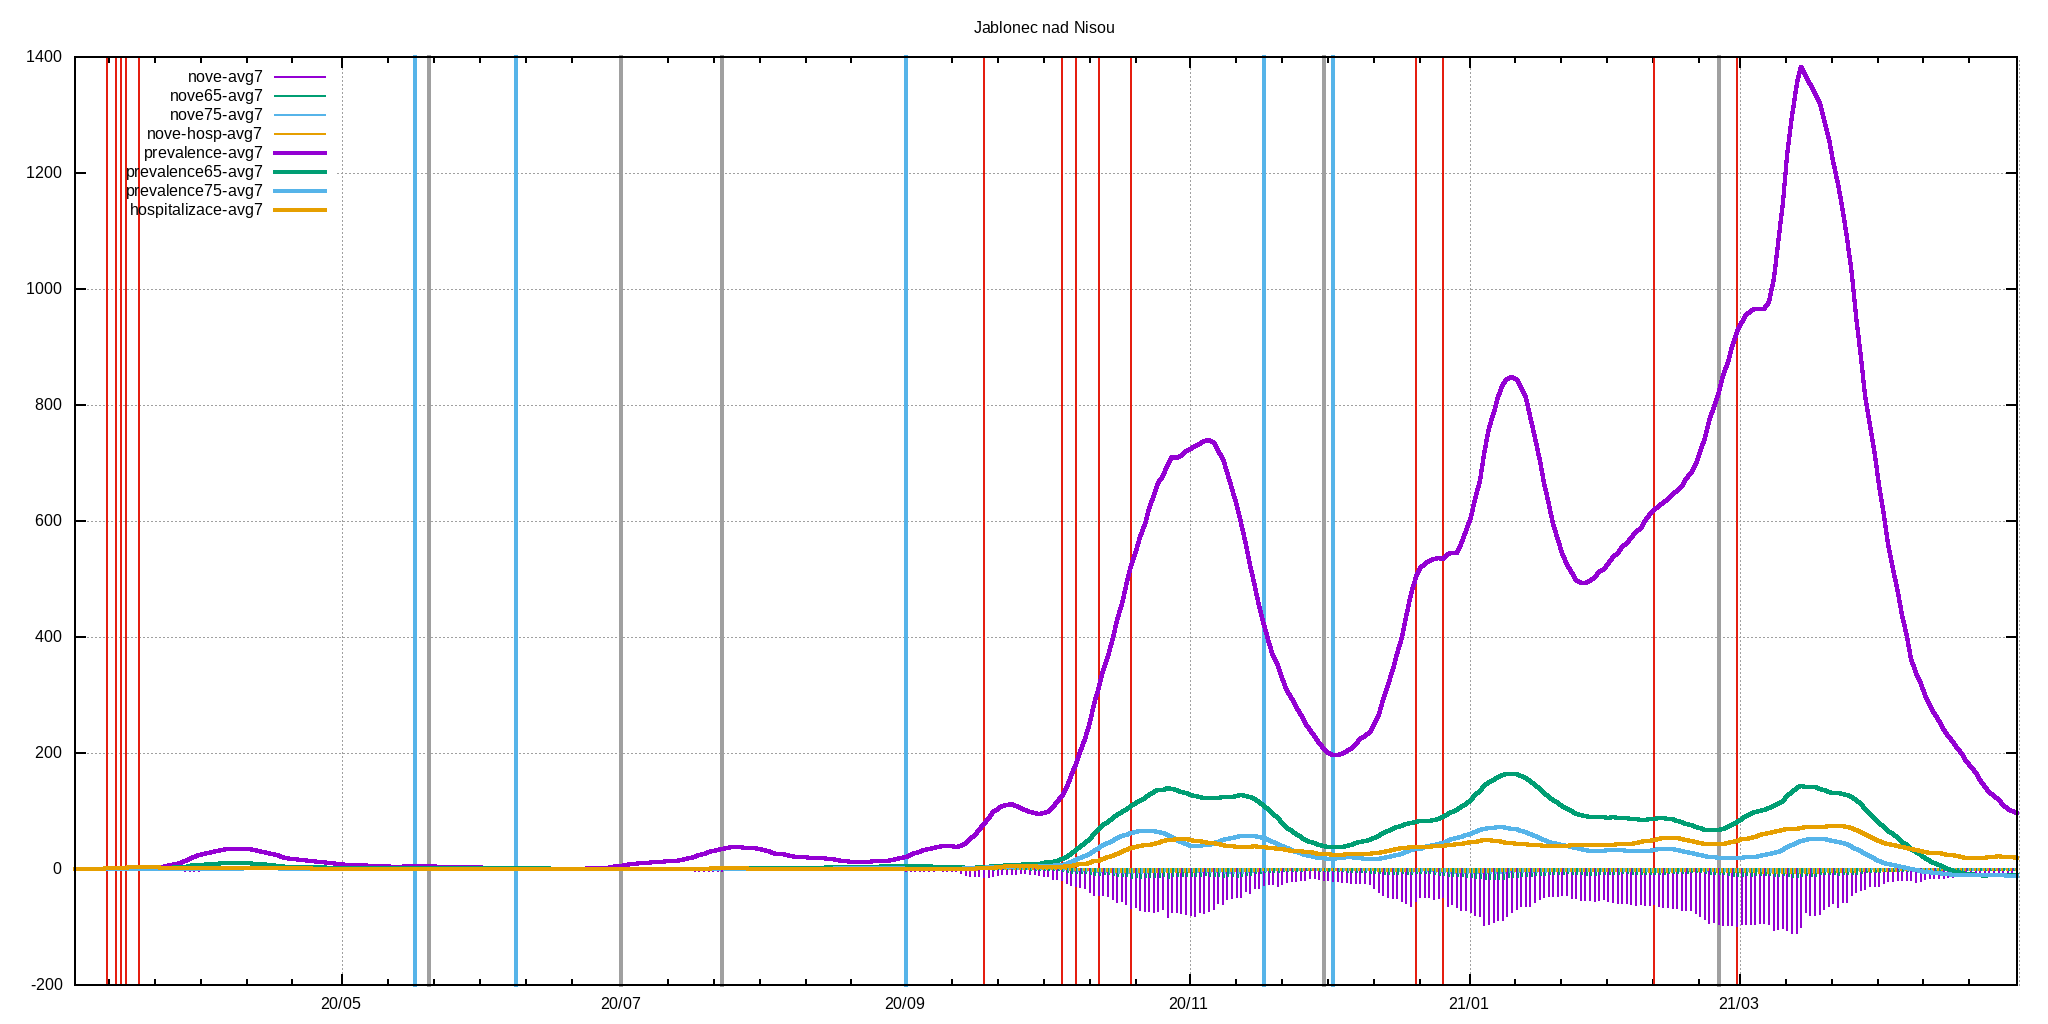 Jablonec nad Nisou
1400
1200
1000
800
600
400
200
0
-200
nove-avg7
nove65-avg7
nove75-avg7
nove-hosp-avg7
prevalence-avg7
prevalence65-avg7
prevalence75-avg7
hospitalizace-avg7
20/05 20/07 20/09 20/11 21/01 21/03